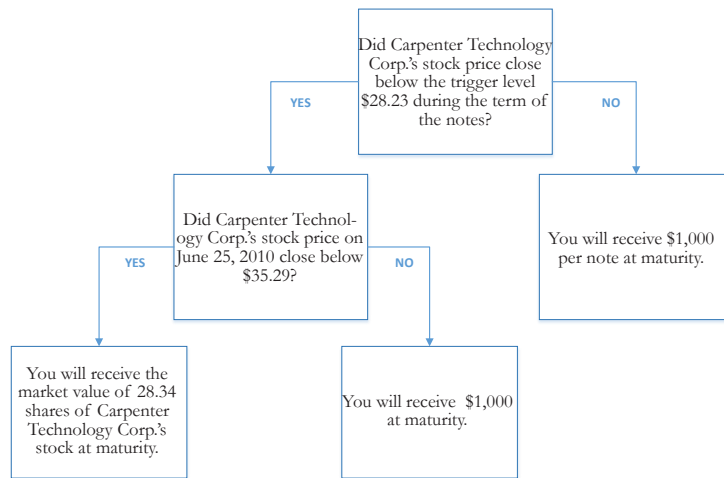 Did Carpenter Technology
Corp.'s stock price close
below the trigger level
$28.23 during the term of
the notes?
YES
NO
Did Carpenter Technol-
ogy Corp.'s stock price on
June 25, 2010 close below
$35.29?
You will receive $1,000
per note at maturity.
YES
NO
You will receive the
market value of 28.34
shares of Carpenter
Technology Corp.'s
stock at maturity.
You will receive $1,000
at maturity.